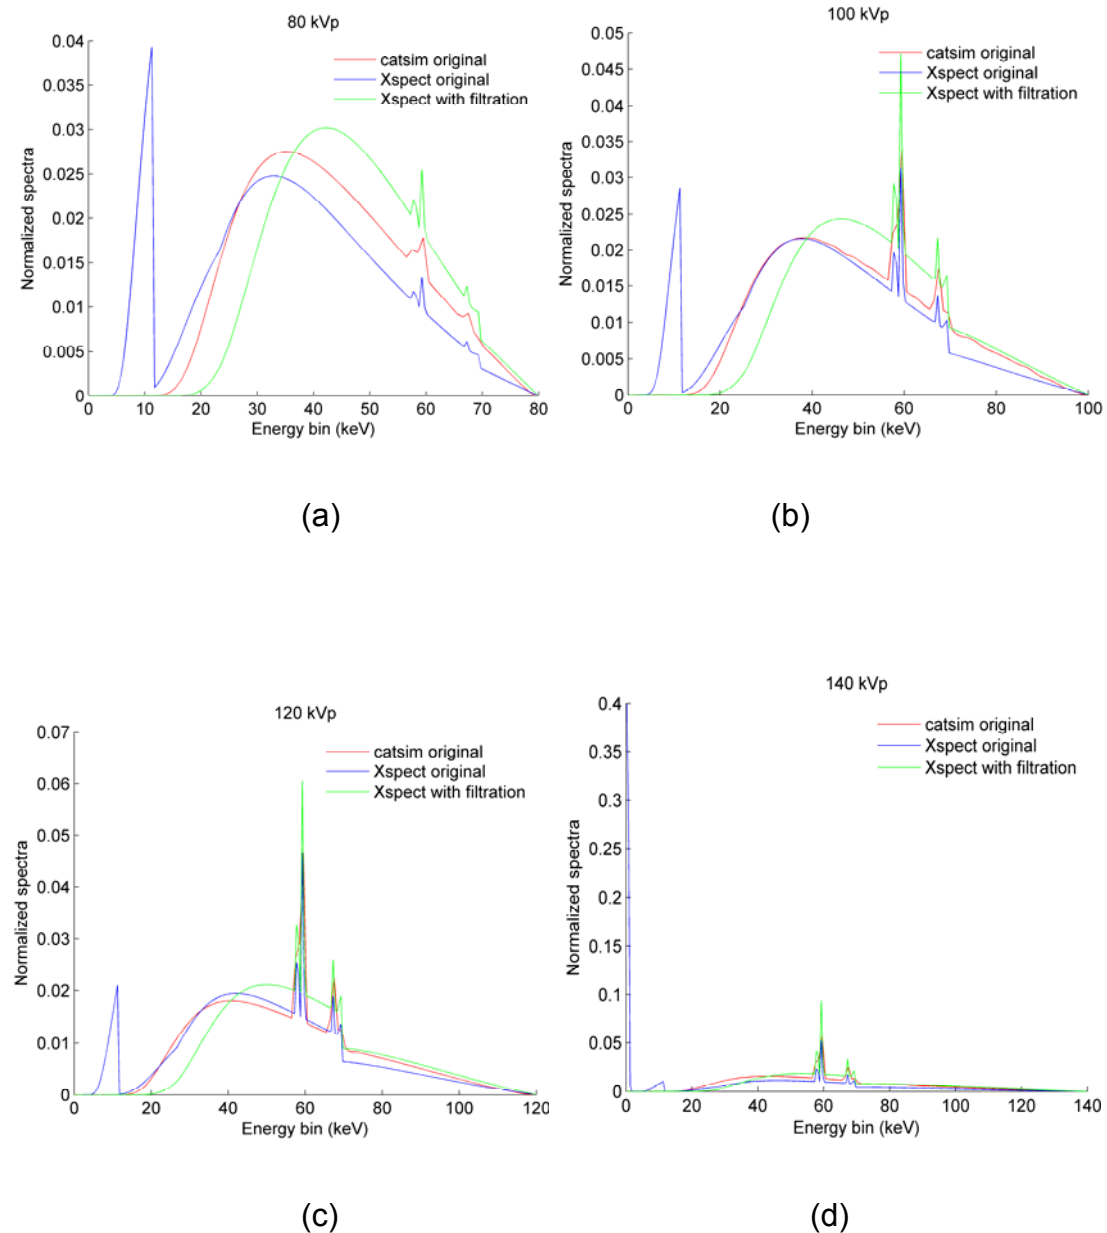 80 kVp
0.04
0.035
0.03
0.025
0.02
0.015
0.01
0.005
0
Normalized spectra
catsim original
Xspect original
Xspect with filtration
0 10 20 30 40 50 60 70 80
Energy bin (keV)
(a)
100 kVp
0.05
0.045
0.04
0.035
0.03
0.025
0.02
0.015
0.01
0.005
0
Normalized spectra
catsim original
Xspect original
Xspect with filtration
0 20 40 60 80 100
Energy bin (keV)
(b)
120 kVp
0.07
0.06
0.05
0.04
0.03
0.02
0.01
0
Normalized spectra
catsim original
Xspect original
Xspect with filtration
0 20 40 60 80 100 120
Energy bin (keV)
(c)
140 kVp
0.4
0.35
0.3
0.25
0.2
0.15
0.1
0.05
0
Normalized spectra
catsim original
Xspect original
Xspect with filtration
0 20 40 60 80 100 120 140
Energy bin (keV)
(d)